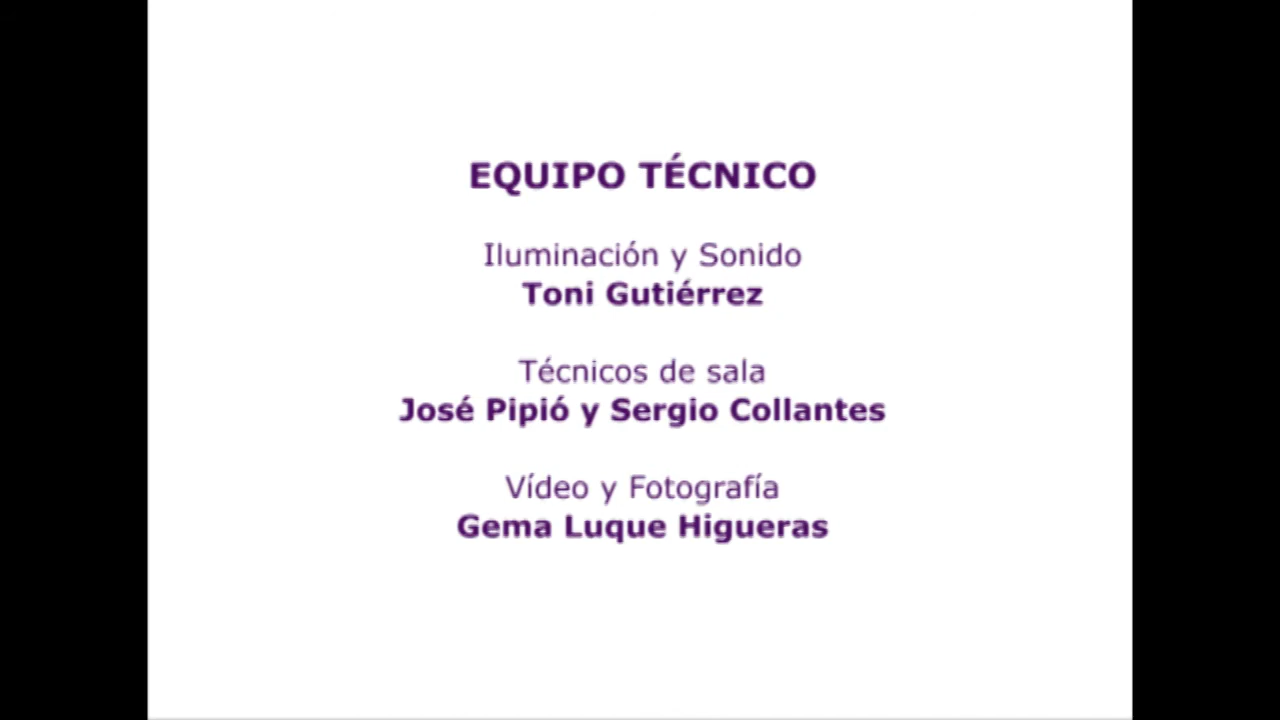 EQUIPO TÉCNICO
Iluminación y Sonido
Toni Gutiérrez
Técnicos de sala
José Pipió y Sergio Collantes
Vídeo y Fotografía
Gema Luque Higueras